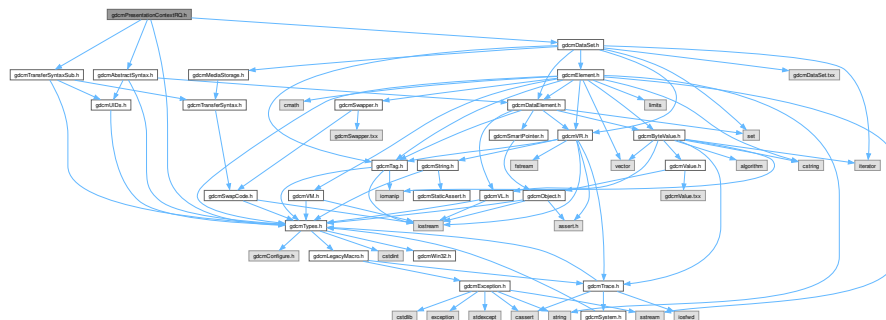 gdcmPresentationContextRQ.h
gdcmDataSet.h
gdcmTransferSyntaxSub.h
gdcmAbstractSyntax.h
gdcmMediaStorage.h
gdcmElement.h
gdcmDataSet.txx
gdcmUIDs.h
gdcmTransferSyntax.h
cmath
gdcmSwapper.h
gdcmDataElement.h
limits
gdcmSwapper.txx
gdcmSmartPointer.h
gdcmVR.h
gdcmByteValue.h
set
gdcmTag.h
gdcmString.h
fstream
vector
gdcmValue.h
algorithm
cstring
iterator
gdcmSwapCode.h
gdcmVM.h
iomanip
gdcmStaticAssert.h
gdcmVL.h
gdcmObject.h
gdcmValue.txx
gdcmTypes.h
iostream
assert.h
gdcmConfigure.h
gdcmLegacyMacro.h
cstdint
gdcmWin32.h
gdcmException.h
gdcmTrace.h
cstdlib
exception
stdexcept
cassert
string
gdcmSystem.h
sstream
iosfwd